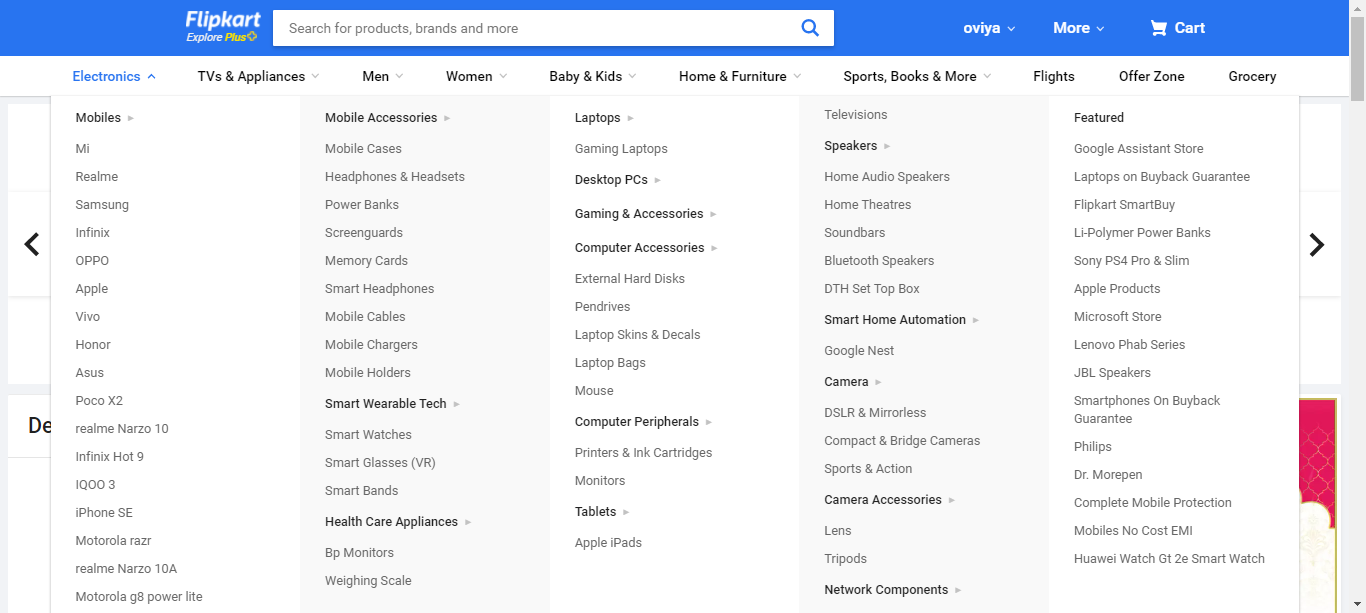 Flipkart
Explore Plus
Search for products, brands and more
oviya
More
Cart
Electronics
TVs & Appliances
Men
Women
Baby & Kids
Home & Furniture
Sports, Books & More
Flights
Offer Zone
Grocery
Mobiles
Mi
Realme
Samsung
Infinix
OPPO
Apple
Vivo
Honor
Asus
Poco X2
realme Narzo 10
Infinix Hot 9
IQOO 3
iPhone SE
Motorola razr
realme Narzo 10A
Motorola g8 power lite
Mobile Accessories
Mobile Cases
Headphones & Headsets
Power Banks
Screenguards
Memory Cards
Smart Headphones
Mobile Cables
Mobile Chargers
Mobile Holders
Smart Wearable Tech
Smart Watches
Smart Glasses (VR)
Smart Bands
Health Care Appliances
Bp Monitors
Weighing Scale
Laptops
Gaming Laptops
Desktop PCs
Gaming & Accessories
Computer Accessories
External Hard Disks
Pendrives
Laptop Skins & Decals
Laptop Bags
Mouse
Computer Peripherals
Printers & Ink Cartridges
Monitors
Tablets
Apple iPads
Televisions
Speakers
Home Audio Speakers
Home Theatres
Soundbars
Bluetooth Speakers
DTH Set Top Box
Smart Home Automation
Google Nest
Camera
DSLR & Mirrorless
Compact & Bridge Cameras
Sports & Action
Camera Accessories
Lens
Tripods
Network Components
Featured
Google Assistant Store
Laptops on Buyback Guarantee
Flipkart SmartBuy
Li-Polymer Power Banks
Sony PS4 Pro & Slim
Apple Products
Microsoft Store
Lenovo Phab Series
JBL Speakers
Smartphones On Buyback
Guarantee
Philips
Dr. Morepen
Complete Mobile Protection
Mobiles No Cost EMI
Huawei Watch Gt 2e Smart Watch
De